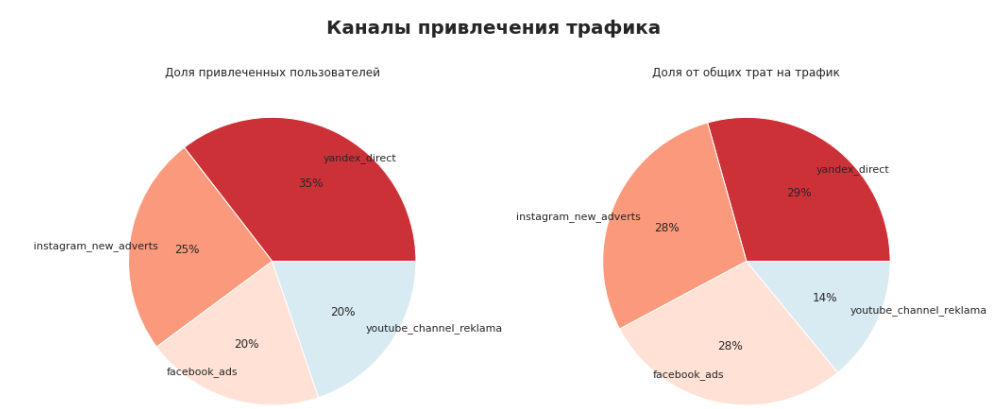 Каналы привлечения трафика
Доля привлеченных пользователей
yandex_direct
35%
instagram_new_adverts
25%
20%
facebook_ads
20%
youtube_channel_reklama
Доля от общих трат на трафик
yandex_direct
29%
instagram_new_adverts
28%
28%
facebook_ads
14%
youtube_channel_reklama